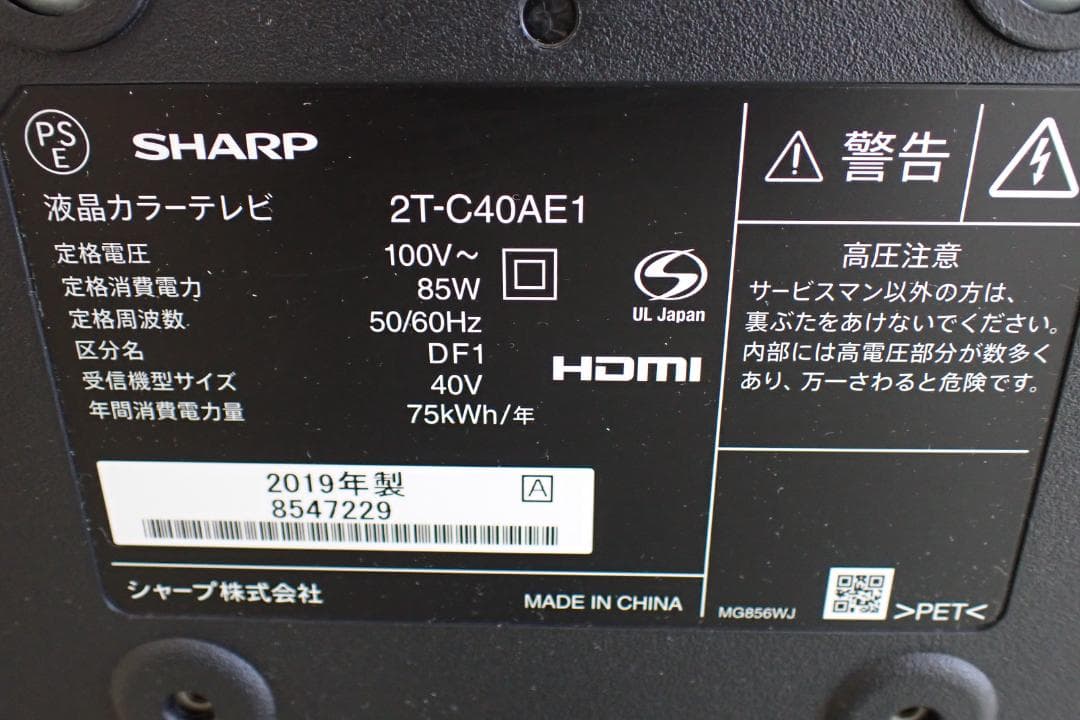 PS
E
SHARP
液晶カラーテレビ 2T-C40AE1
定格電圧 100V～
定格消費電力 85W
定格周波数 50/60Hz
区分名 DF1
受信機型サイズ 40V
年間消費電力量 75kWh/年
UL Japan
HDMI
2019年製 A
8547229
シャープ株式会社
MADE IN CHINA
警告
高圧注意
サービスマン以外の方は、
裏ぶたをあけないでください。
内部には高電圧部分が数多く
あり、万一さわると危険です。
MG856WJ
>PET<